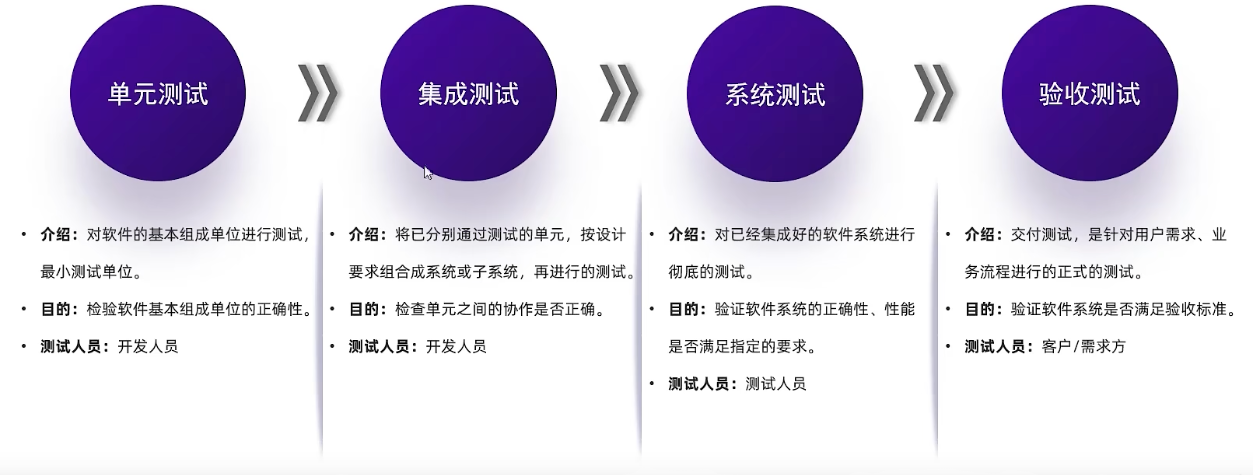 单元测试
集成测试
系统测试
验收测试
• 介绍：对软件的基本组成单位进行测试，
最小测试单位。
• 目的：检验软件基本组成单位的正确性。
• 测试人员：开发人员
• 介绍：将已分别通过测试的单元，按设计
要求组合成系统或子系统，再进行的测试。
• 目的：检查单元之间的协作是否正确。
• 测试人员：开发人员
• 介绍：对已经集成好的软件系统进行
彻底的测试。
• 目的：验证软件系统的正确性、性能
是否满足指定的要求。
• 测试人员：测试人员
• 介绍：交付测试，是针对用户需求、业
务流程进行的正式的测试。
• 目的：验证软件系统是否满足验收标准。
• 测试人员：客户/需求方